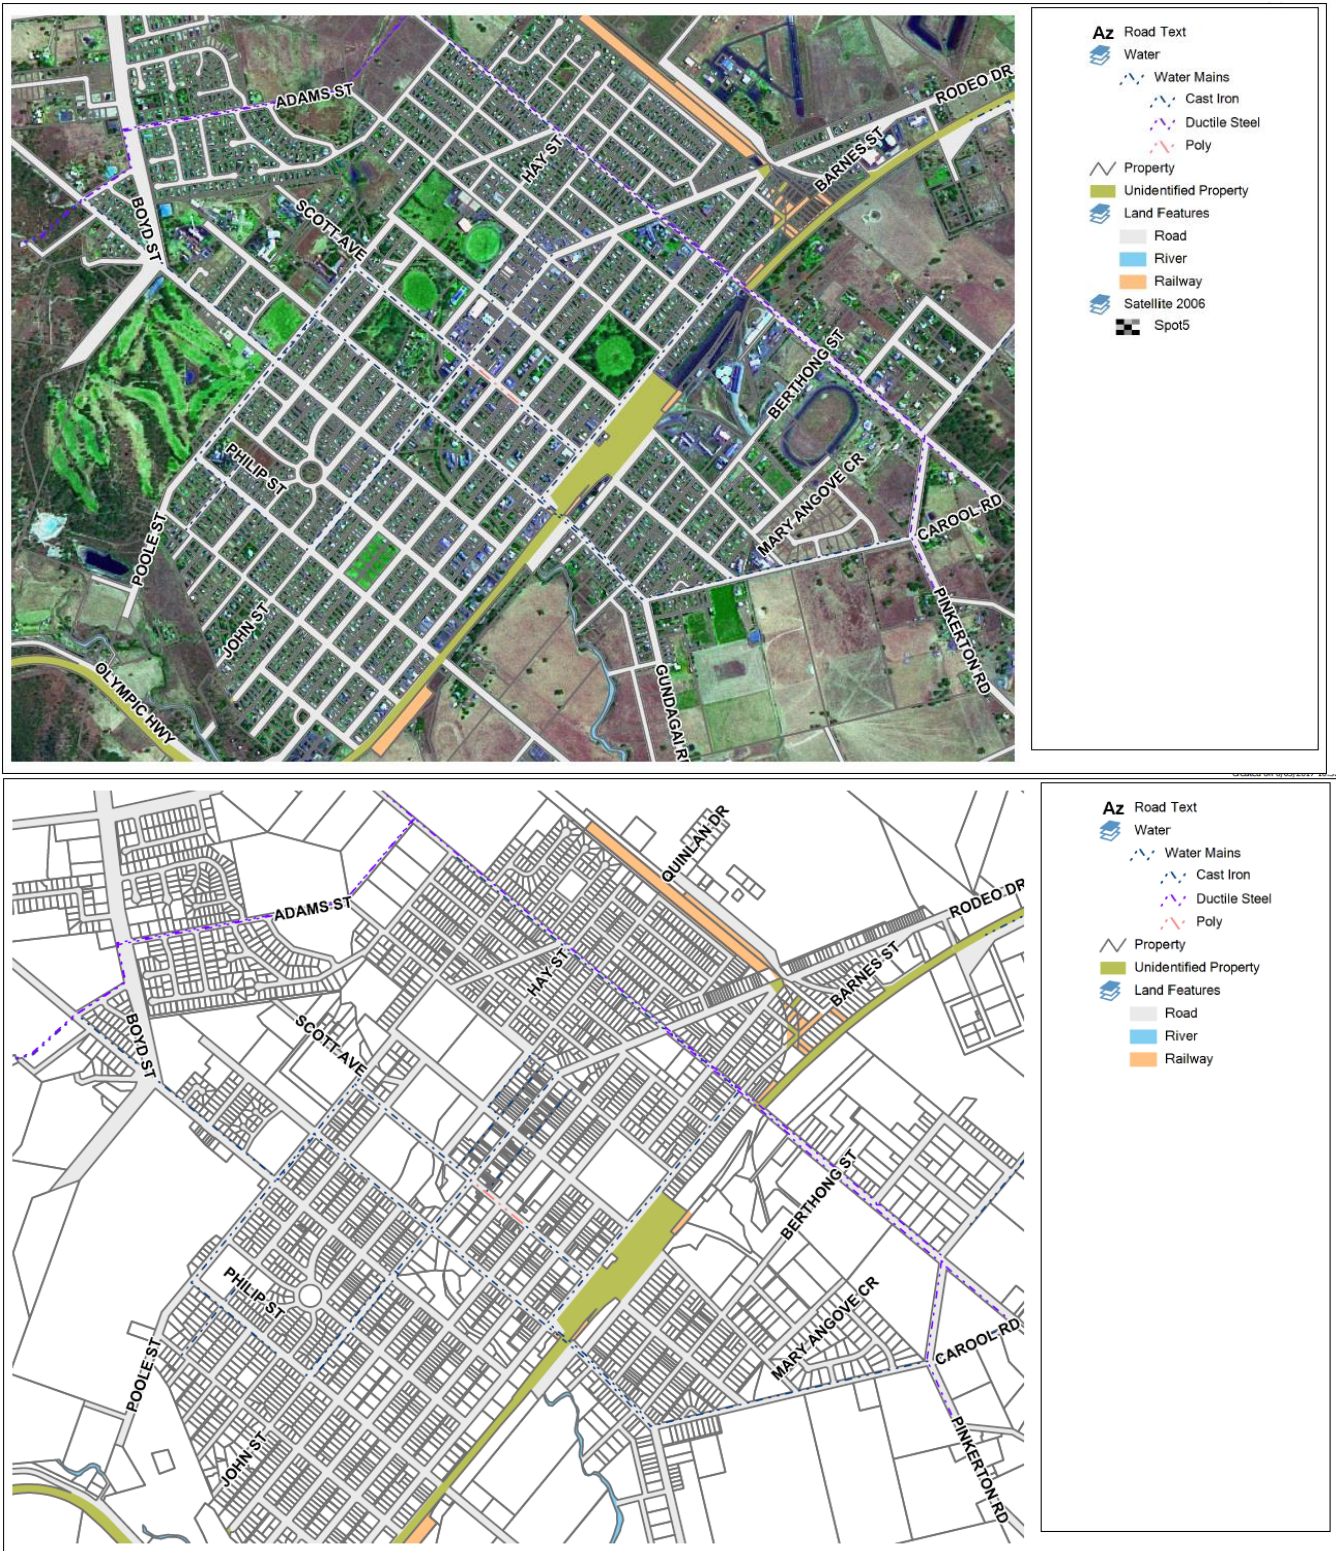 Az Road Text
Water
Water Mains
Cast Iron
Ductile Steel
Poly
Property
Unidentified Property
Land Features
Road
River
Railway
Satellite 2006
Spot5
RODEO DR
ADAMS ST
BARNES ST
HAY ST
BOYD ST
SCOTT AVE
BERTHONG ST
PHILIP ST
MARY ANGOVE CR
CAROOL RD
POOLE ST
JOHN ST
PINKERTON RD
OLYMPIC HWY
GUNDAGAI R
Az Road Text
Water
Water Mains
Cast Iron
Ductile Steel
Poly
Property
Unidentified Property
Land Features
Road
River
Railway
QUINLAN DR
RODEO DR
ADAMS ST
BARNES ST
HAY ST
BOYD ST
SCOTT AVE
BERTHONG ST
PHILIP ST
MARY ANGOVE CR
CAROOL RD
POOLE ST
JOHN ST
PINKERTON RD